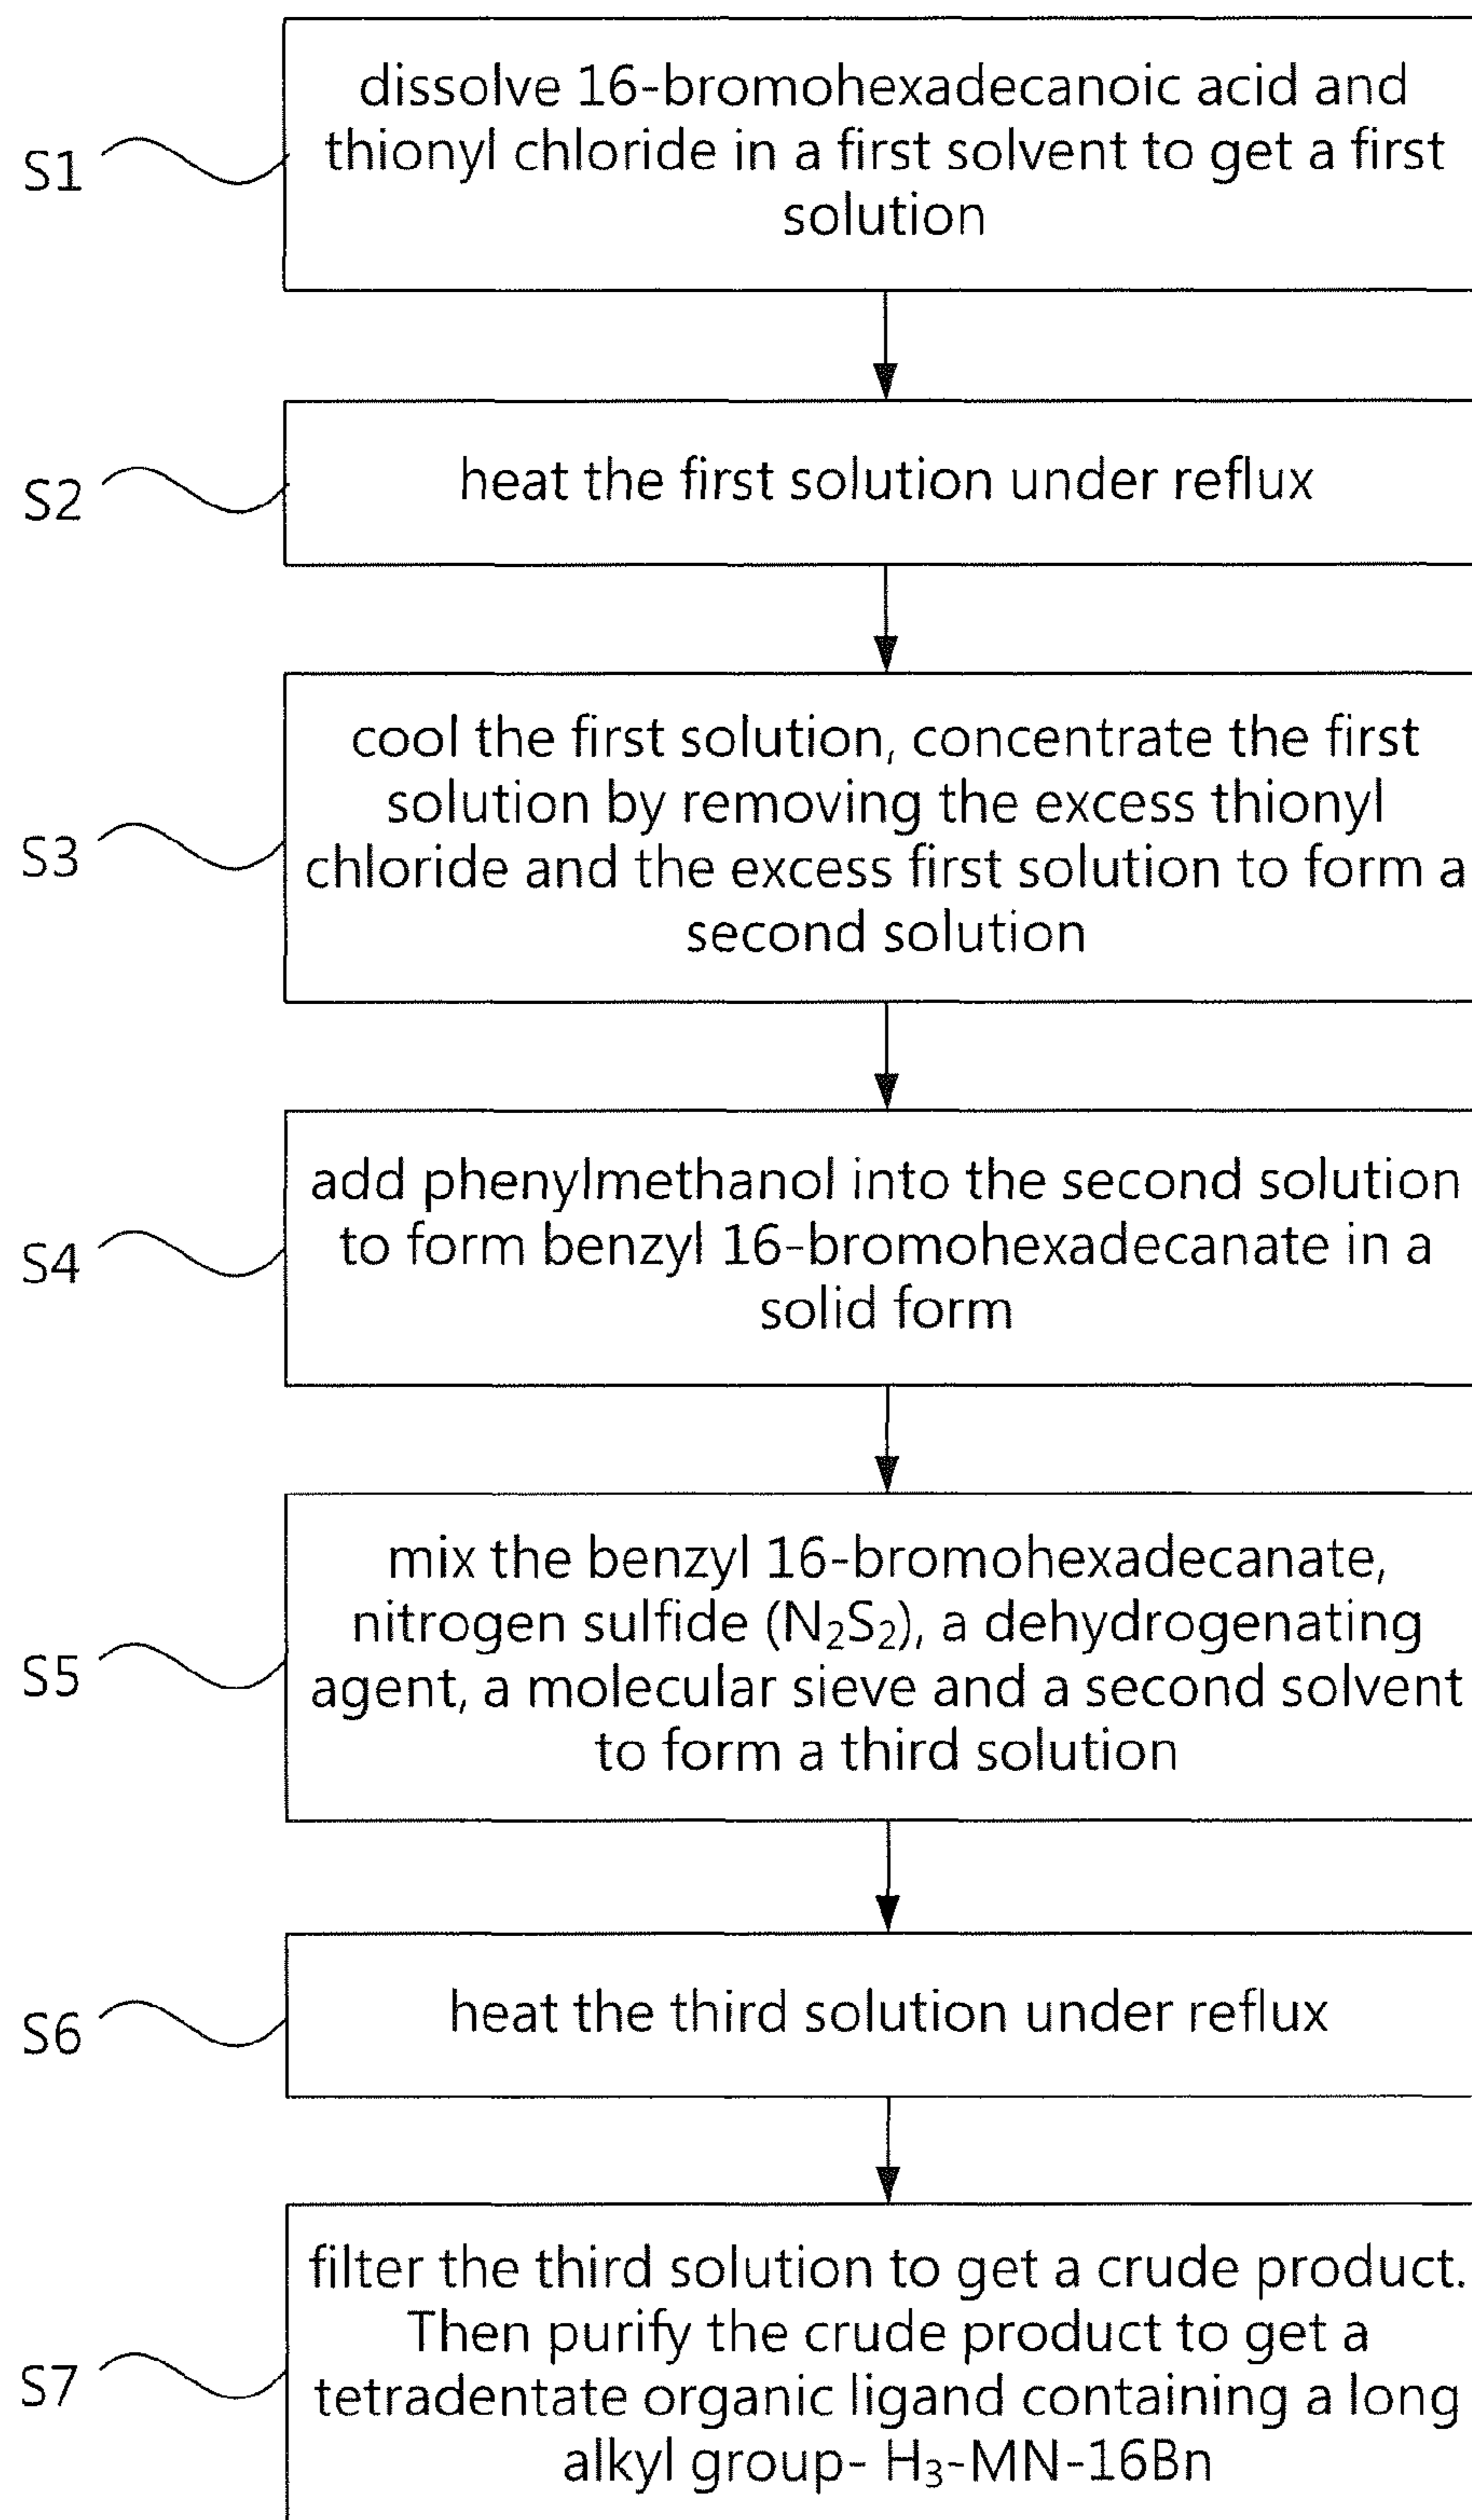 S1
dissolve 16-bromohexadecanoic acid and
thionyl chloride in a first solvent to get a first
solution
S2
heat the first solution under reflux
S3
cool the first solution, concentrate the first
solution by removing the excess thionyl
chloride and the excess first solution to form a
second solution
S4
add phenylmethanol into the second solution
to form benzyl 16-bromohexadecanate in a
solid form
S5
mix the benzyl 16-bromohexadecanate,
nitrogen sulfide (N₂S₂), a dehydrogenating
agent, a molecular sieve and a second solvent
to form a third solution
S6
heat the third solution under reflux
S7
filter the third solution to get a crude product.
Then purify the crude product to get a
tetradentate organic ligand containing a long
alkyl group- H₃-MN-16Bn